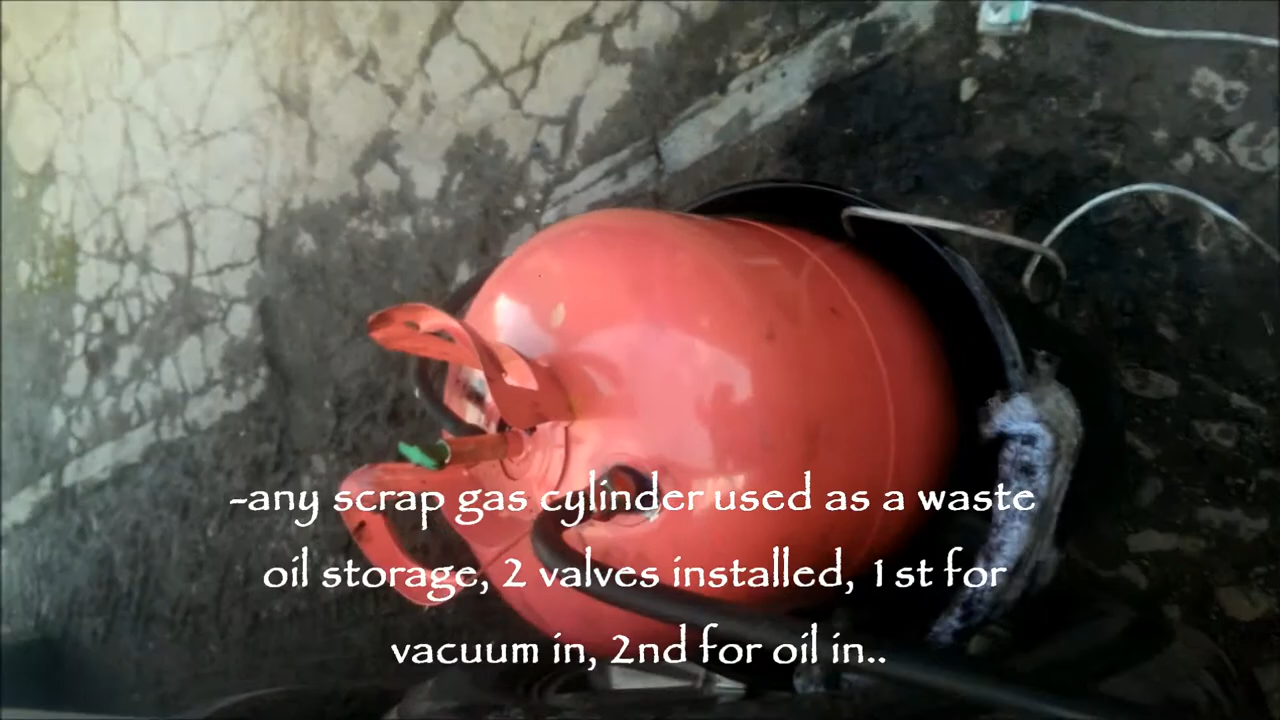 -any scrap gas cylinder used as a waste
oil storage, 2 valves installed, 1st for
vacuum in, 2nd for oil in..